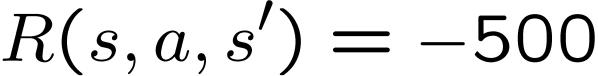 R(s, a, s′) = −500